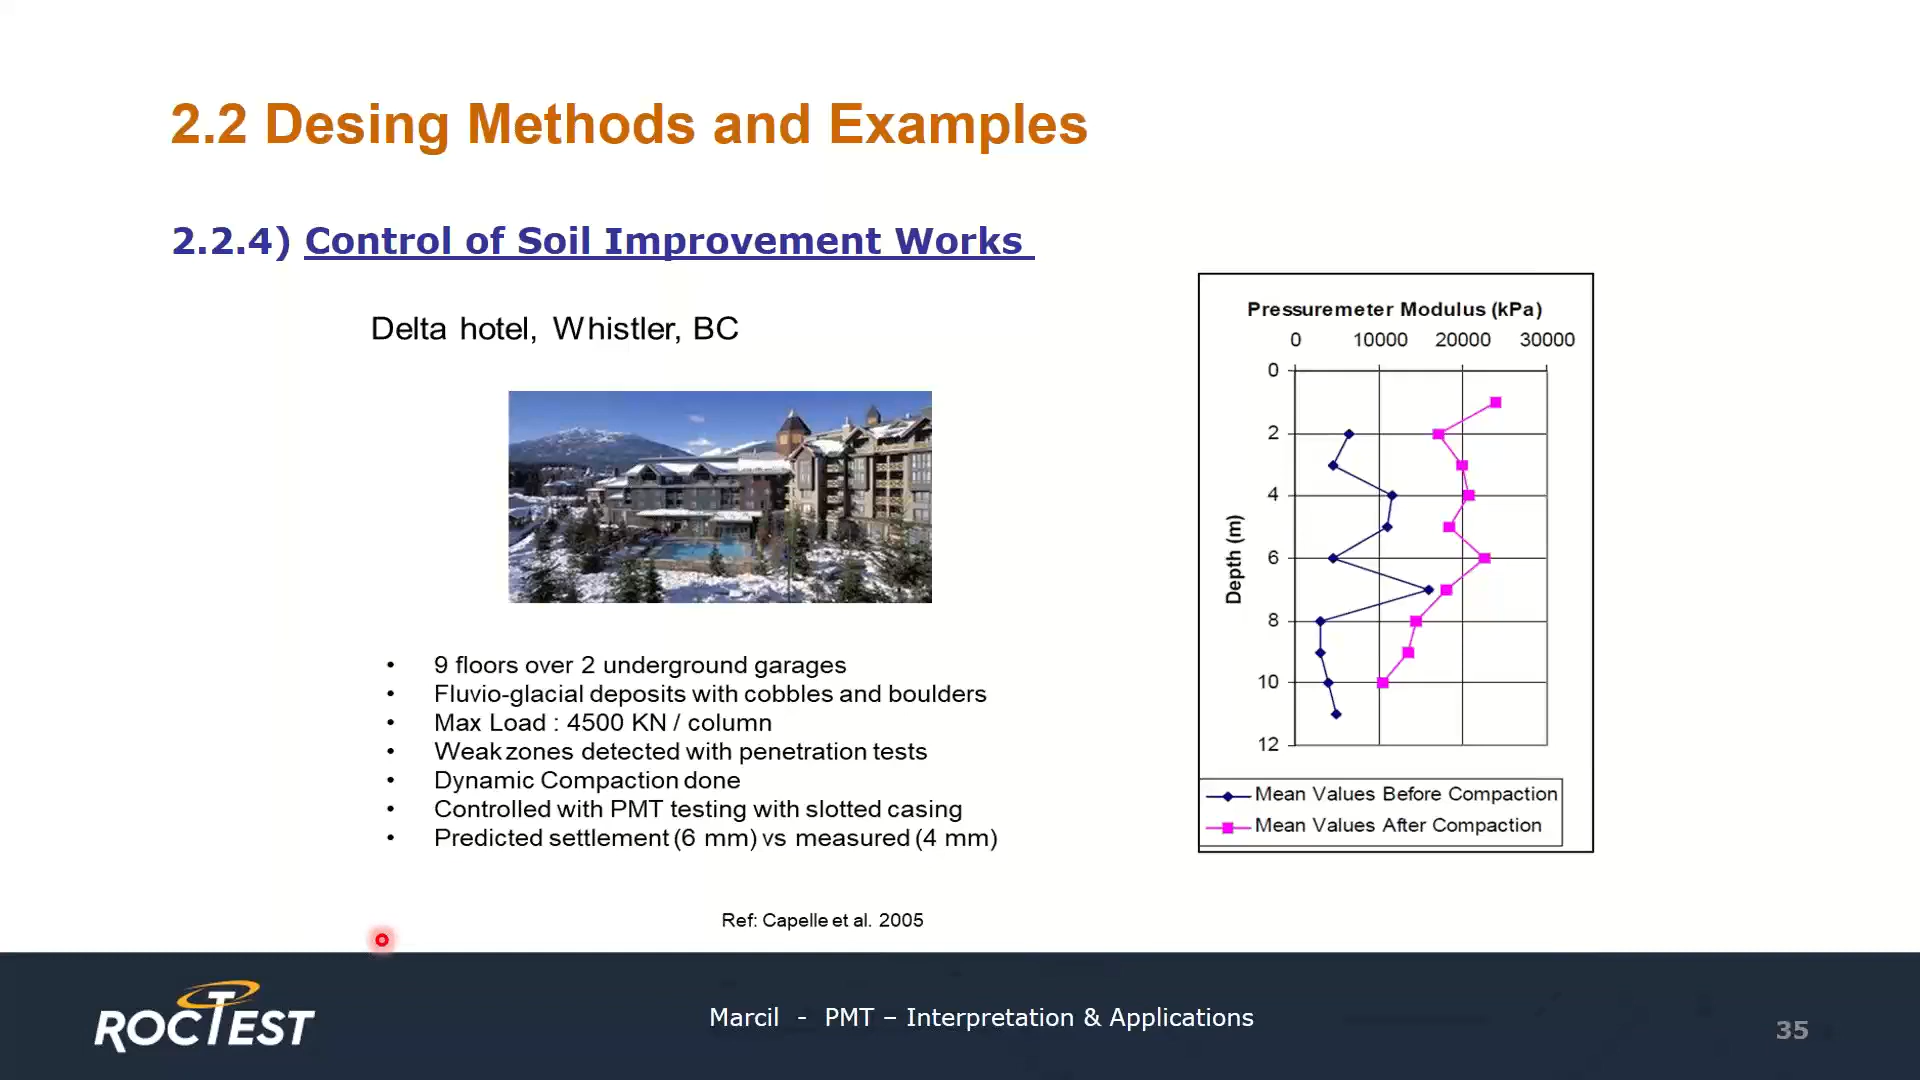 2.2 Desing Methods and Examples
2.2.4) Control of Soil Improvement Works
Delta hotel, Whistler, BC
• 9 floors over 2 underground garages
• Fluvio-glacial deposits with cobbles and boulders
• Max Load : 4500 KN / column
• Weak zones detected with penetration tests
• Dynamic Compaction done
• Controlled with PMT testing with slotted casing
• Predicted settlement (6 mm) vs measured (4 mm)
Ref: Capelle et al. 2005
Pressuremeter Modulus (kPa)
0 10000 20000 30000
0
2
4
6
8
10
12
Depth (m)
Mean Values Before Compaction
Mean Values After Compaction
ROCTEST
Marcil - PMT – Interpretation & Applications
35